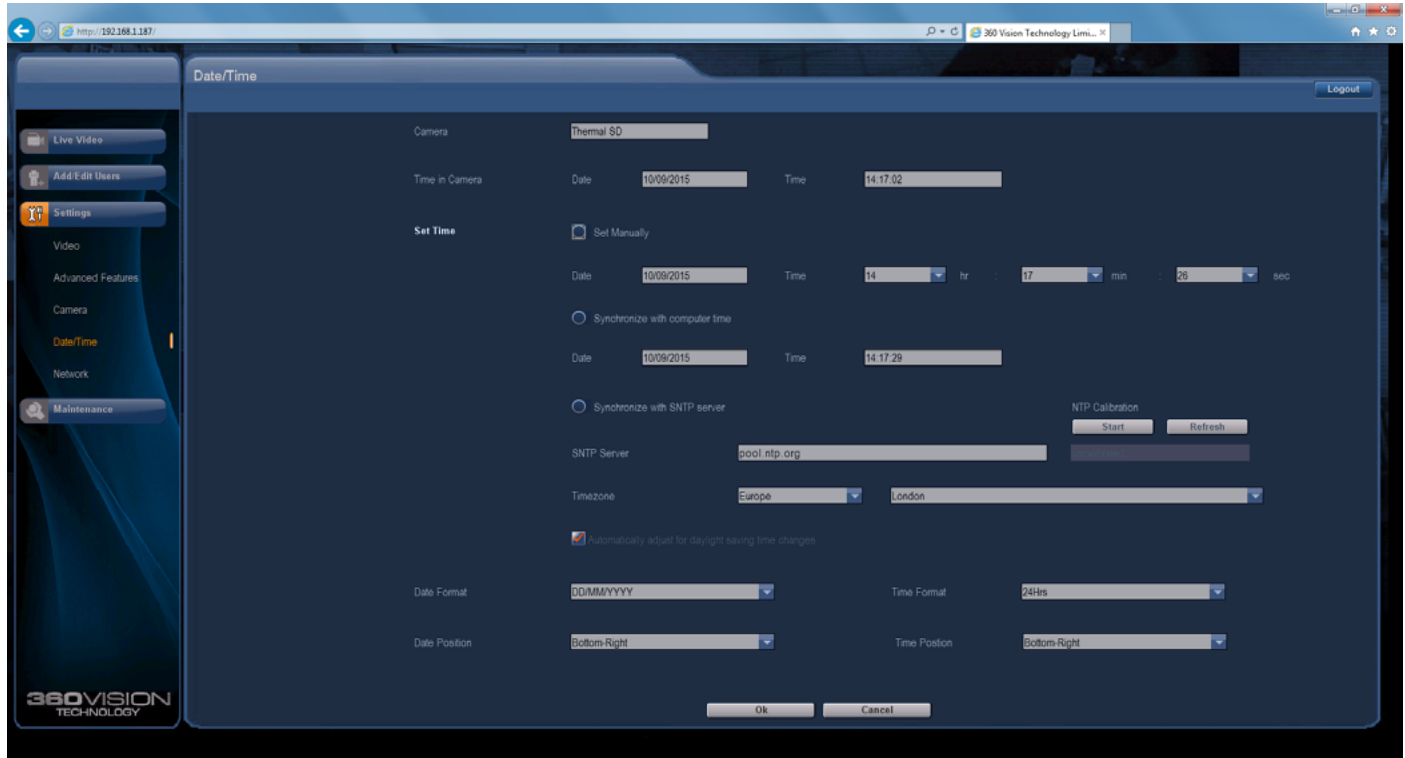 http://192.168.1.187/
360 Vision Technology Limi...
Date/Time
Logout
Live Video
Add/Edit Users
Settings
Video
Advanced Features
Camera
Date/Time
Network
Maintenance
360VISION
TECHNOLOGY
Camera Thermal SD
Time in Camera Date 10/09/2015 Time 14:17:02
Set Time Set Manually
Date 10/09/2015 Time 14 hr : 17 min : 26 sec
Synchronize with computer time
Date 10/09/2015 Time 14:17:29
Synchronize with SNTP server NTP Calibration
Start Refresh
SNTP Server pool.ntp.org
Timezone Europe London
Automatically adjust for daylight saving time changes
Date Format DD/MM/YYYY Time Format 24Hrs
Date Position Bottom-Right Time Postion Bottom-Right
Ok Cancel